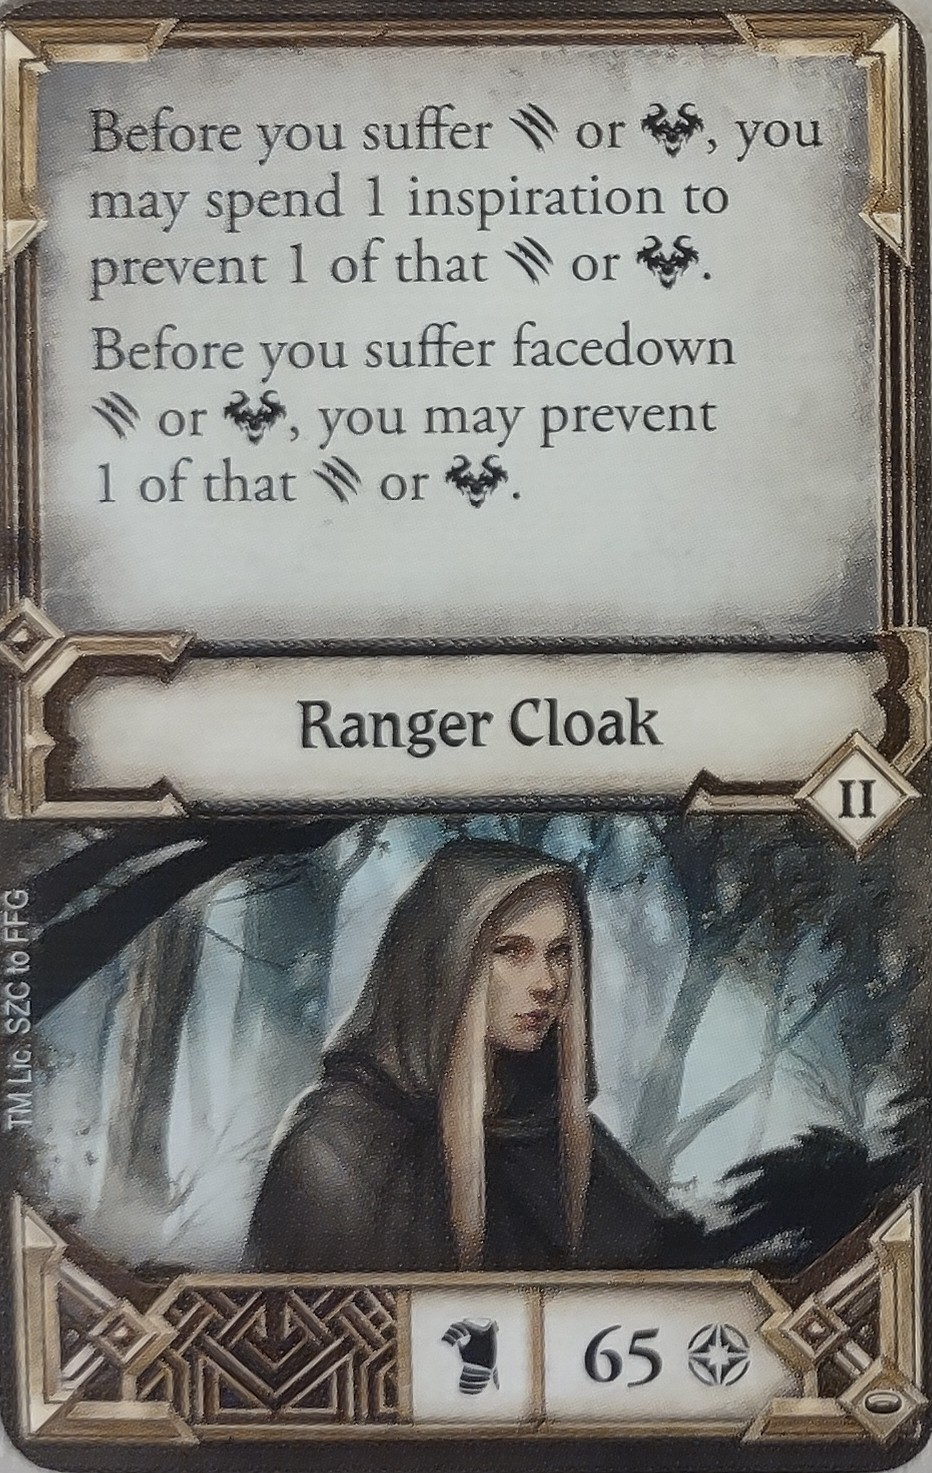 Before you suffer or , you
may spend 1 inspiration to
prevent 1 of that or .
Before you suffer facedown
or , you may prevent
1 of that or .
Ranger Cloak
II
TM Lic. SZC to FFG
65